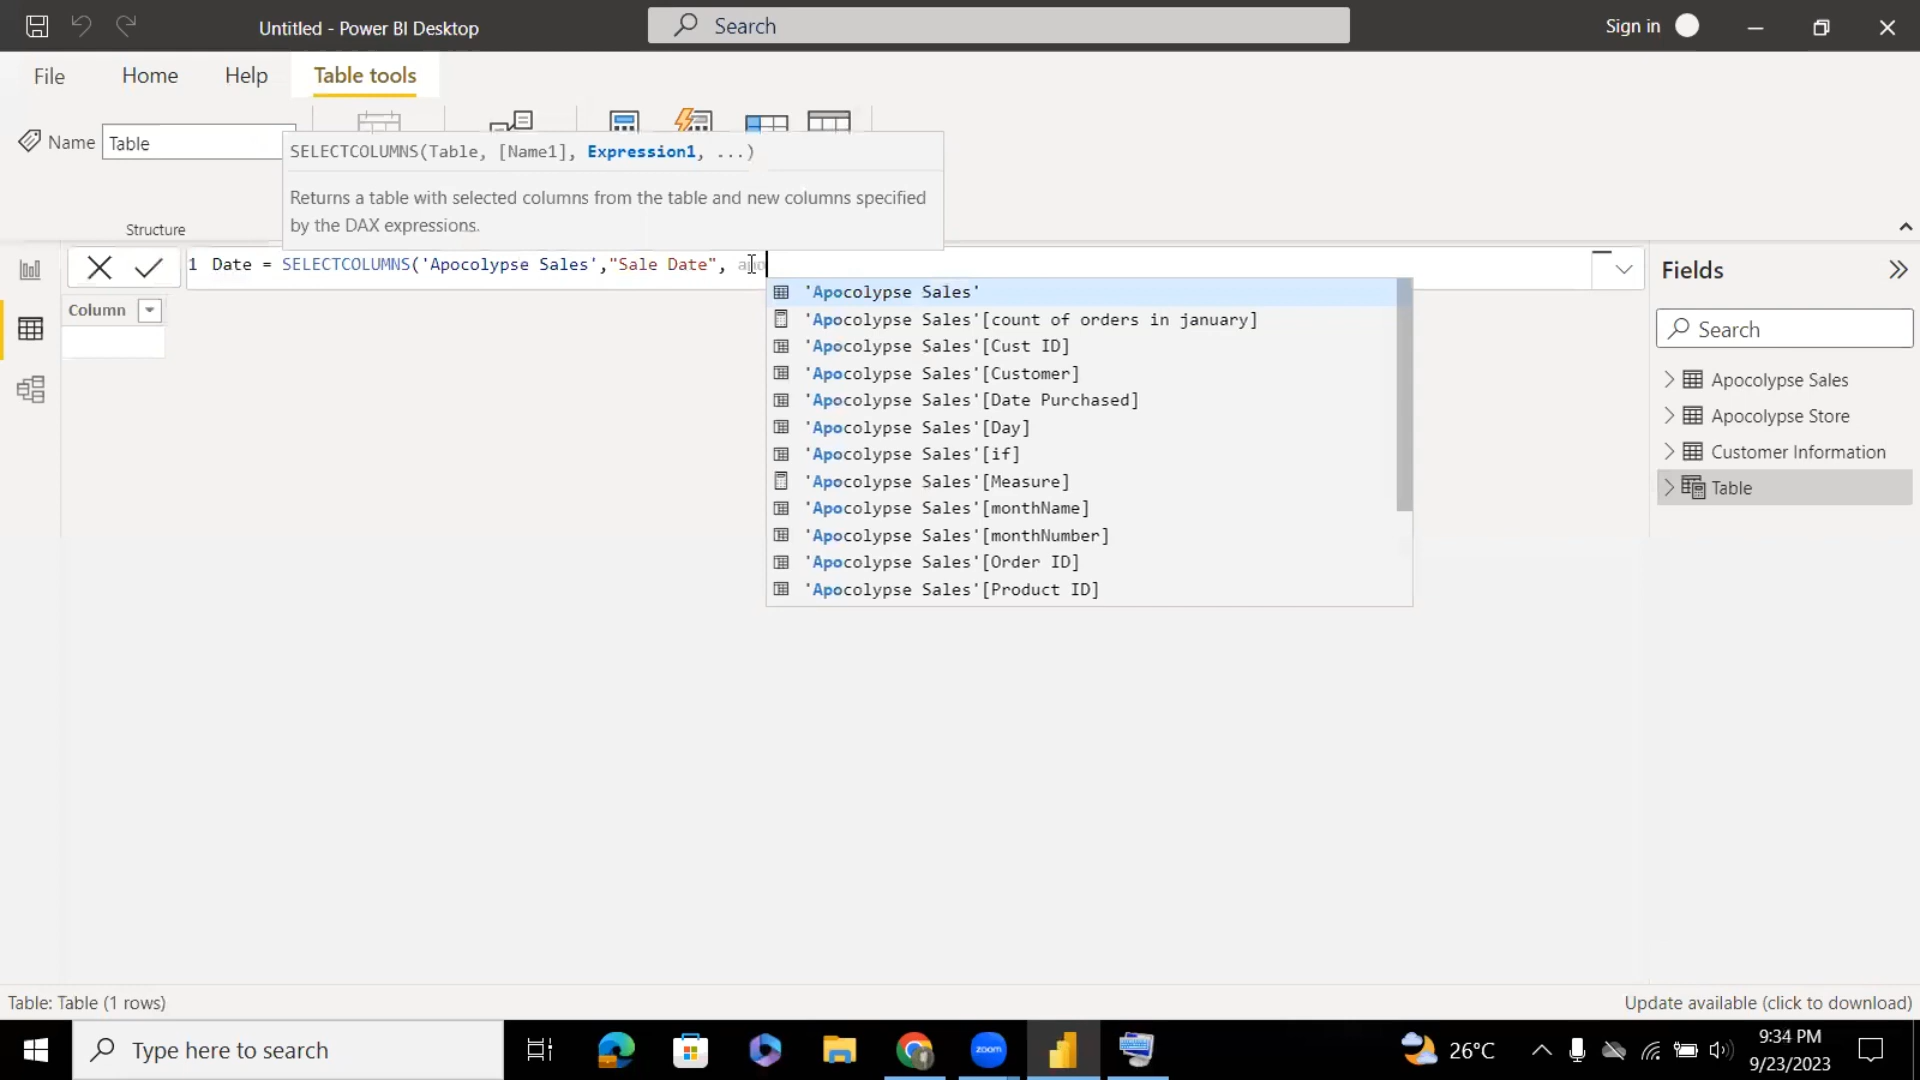 Untitled - Power BI Desktop
Search
Sign in
File
Home
Help
Table tools
Name
Table
Structure
SELECTCOLUMNS(Table, [Name1], Expression1, ...)
Returns a table with selected columns from the table and new columns specified
by the DAX expressions.
1 Date = SELECTCOLUMNS('Apocolypse Sales',"Sale Date", apo
Column
'Apocolypse Sales'
'Apocolypse Sales'[count of orders in january]
'Apocolypse Sales'[Cust ID]
'Apocolypse Sales'[Customer]
'Apocolypse Sales'[Date Purchased]
'Apocolypse Sales'[Day]
'Apocolypse Sales'[if]
'Apocolypse Sales'[Measure]
'Apocolypse Sales'[monthName]
'Apocolypse Sales'[monthNumber]
'Apocolypse Sales'[Order ID]
'Apocolypse Sales'[Product ID]
Fields
Search
Apocolypse Sales
Apocolypse Store
Customer Information
Table
Table: Table (1 rows)
Update available (click to download)
Type here to search
zoom
26°C
9:34 PM
9/23/2023